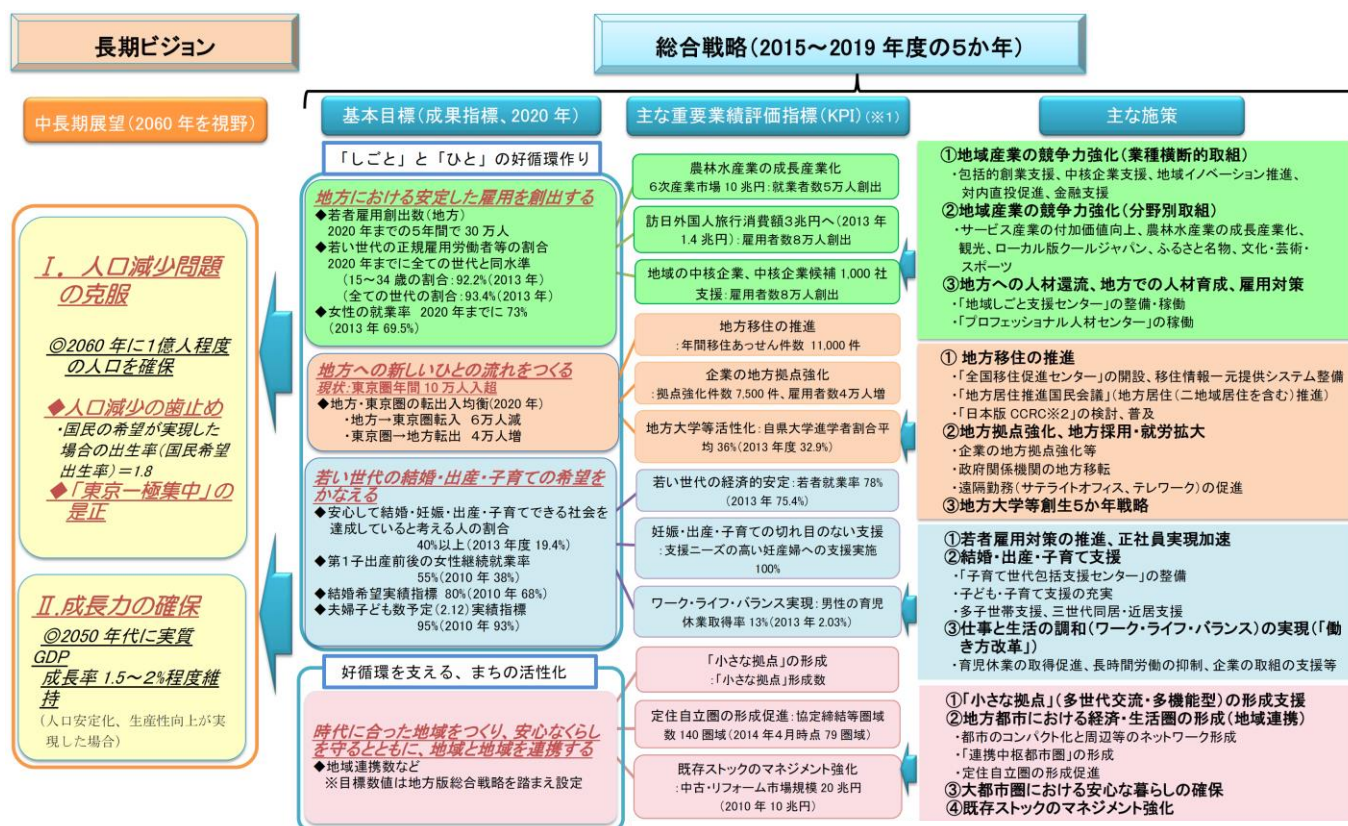 長期ビジョン
総合戦略(2015~2019 年度の5か年)
中長期展望(2060 年を視野)
基本目標(成果指標、2020 年)
主な重要業績評価指標(KPI)(※1)
主な施策
Ⅰ. 人口減少問題
の克服
◎2060 年に1億人程度
の人口を確保
◆人口減少の歯止め
・国民の希望が実現した
場合の出生率(国民希望
出生率)=1.8
◆「東京一極集中」の
是正
Ⅱ.成長力の確保
◎2050 年代に実質
GDP
成長率 1.5~2%程度維
持
(人口安定化、生産性向上が実
現した場合)
「しごと」と「ひと」の好循環作り
地方における安定した雇用を創出する
◆若者雇用創出数(地方)
2020 年までの5年間で 30 万人
◆若い世代の正規雇用労働者等の割合
2020 年までに全ての世代と同水準
(15~34 歳の割合:92.2%(2013 年)
(全ての世代の割合:93.4%(2013 年)
◆女性の就業率 2020 年までに 73%
(2013 年 69.5%)
地方への新しいひとの流れをつくる
現状:東京圏年間 10 万人入超
◆地方・東京圏の転出入均衡(2020 年)
・地方→東京圏転入 6万人減
・東京圏→地方転出 4万人増
若い世代の結婚・出産・子育ての希望を
かなえる
◆安心して結婚・妊娠・出産・子育てできる社会を
達成していると考える人の割合
40%以上(2013 年度 19.4%)
◆第1子出産前後の女性継続就業率
55%(2010 年 38%)
◆結婚希望実績指標 80%(2010 年 68%)
◆夫婦子ども数予定(2.12)実績指標
95%(2010 年 93%)
好循環を支える、まちの活性化
時代に合った地域をつくり、安心なくらし
を守るとともに、地域と地域を連携する
◆地域連携数など
※目標数値は地方版総合戦略を踏まえ設定
農林水産業の成長産業化
6次産業市場 10 兆円:就業者数5万人創出
訪日外国人旅行消費額3兆円へ(2013 年
1.4 兆円):雇用者数8万人創出
地域の中核企業、中核企業候補 1,000 社
支援:雇用者数8万人創出
地方移住の推進
:年間移住あっせん件数 11,000 件
企業の地方拠点強化
:拠点強化件数 7,500 件、雇用者数4万人増
地方大学等活性化:自県大学進学者割合平
均 36%(2013 年度 32.9%)
若い世代の経済的安定:若者就業率 78%
(2013 年 75.4%)
妊娠・出産・子育ての切れ目のない支援
:支援ニーズの高い妊産婦への支援実施
100%
ワーク・ライフ・バランス実現:男性の育児
休業取得率 13%(2013 年 2.03%)
「小さな拠点」の形成
:「小さな拠点」形成数
定住自立圏の形成促進:協定締結等圏域
数 140 圏域(2014 年4月時点 79 圏域)
既存ストックのマネジメント強化
:中古・リフォーム市場規模 20 兆円
(2010 年 10 兆円)
①地域産業の競争力強化(業種横断的取組)
・包括的創業支援、中核企業支援、地域イノベーション推進、
対内直投促進、金融支援
②地域産業の競争力強化(分野別取組)
・サービス産業の付加価値向上、農林水産業の成長産業化、
観光、ローカル版クールジャパン、ふるさと名物、文化・芸術・
スポーツ
③地方への人材還流、地方での人材育成、雇用対策
・「地域しごと支援センター」の整備・稼働
・「プロフェッショナル人材センター」の稼働
① 地方移住の推進
・「全国移住促進センター」の開設、移住情報一元提供システム整備
・「地方居住推進国民会議」(地方居住(二地域居住を含む)推進)
・「日本版 CCRC※2」の検討、普及
②地方拠点強化、地方採用・就労拡大
・企業の地方拠点強化等
・政府関係機関の地方移転
・遠隔勤務(サテライトオフィス、テレワーク)の促進
③地方大学等創生5か年戦略
①若者雇用対策の推進、正社員実現加速
②結婚・出産・子育て支援
・「子育て世代包括支援センター」の整備
・子ども・子育て支援の充実
・多子世帯支援、三世代同居・近居支援
③仕事と生活の調和(ワーク・ライフ・バランス)の実現(「働
き方改革」)
・育児休業の取得促進、長時間労働の抑制、企業の取組の支援等
①「小さな拠点」(多世代交流・多機能型)の形成支援
②地方都市における経済・生活圏の形成(地域連携)
・都市のコンパクト化と周辺等のネットワーク形成
・「連携中枢都市圏」の形成
・定住自立圏の形成促進
③大都市圏における安心な暮らしの確保
④既存ストックのマネジメント強化